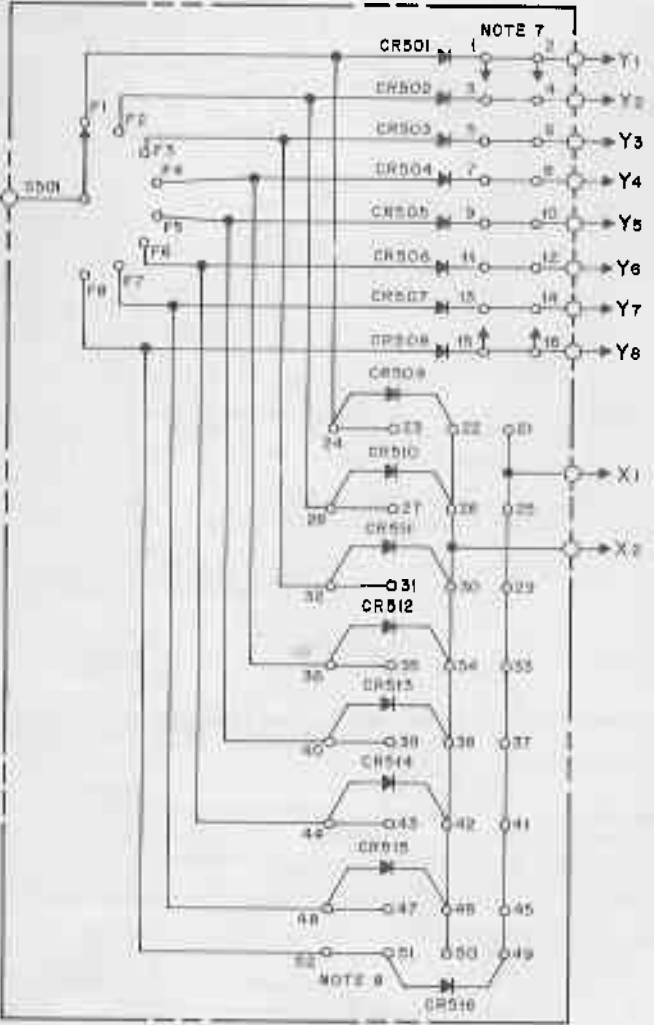 NOTE 7
CR501 1 2 Y1
F1 F2 CR502 3 4 Y2
F3 CR503 5 6 Y3
S501 F4 CR504 7 8 Y4
F5 CR505 9 10 Y5
F6 CR506 11 12 Y6
F8 F7 CR507 13 14 Y7
CR508 15 16 Y8
CR509
24 23 22 21
CR510 X1
28 27 26 25
CR511 X2
32 31 30 29
CR512
36 35 34 33
CR513
40 39 38 37
CR514
44 43 42 41
CR515
48 47 46 45
52 51 50 49
NOTE 8
CR516